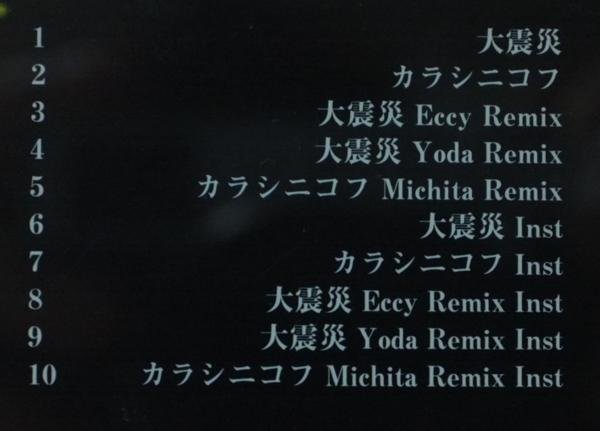 1 大震災
2 カラシニコフ
3 大震災 Eccy Remix
4 大震災 Yoda Remix
5 カラシニコフ Michita Remix
6 大震災 Inst
7 カラシニコフ Inst
8 大震災 Eccy Remix Inst
9 大震災 Yoda Remix Inst
10 カラシニコフ Michita Remix Inst